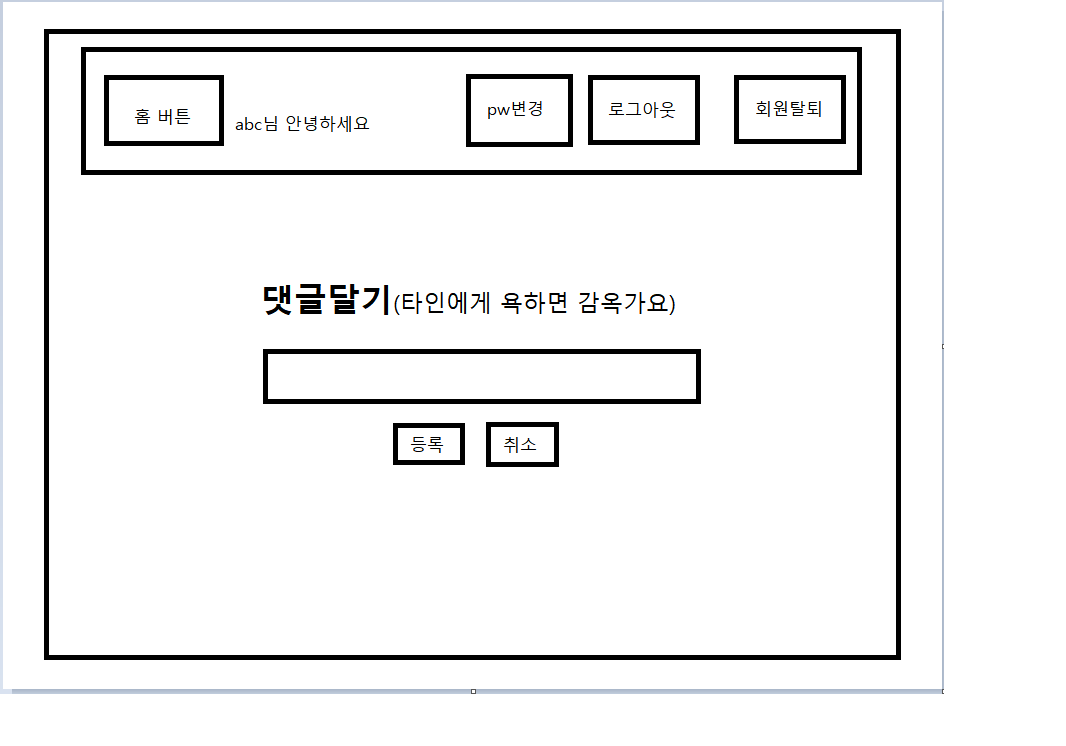 홈 버튼
abc님 안녕하세요
pw변경
로그아웃
회원탈퇴
댓글달기(타인에게 욕하면 감옥가요)
등록
취소